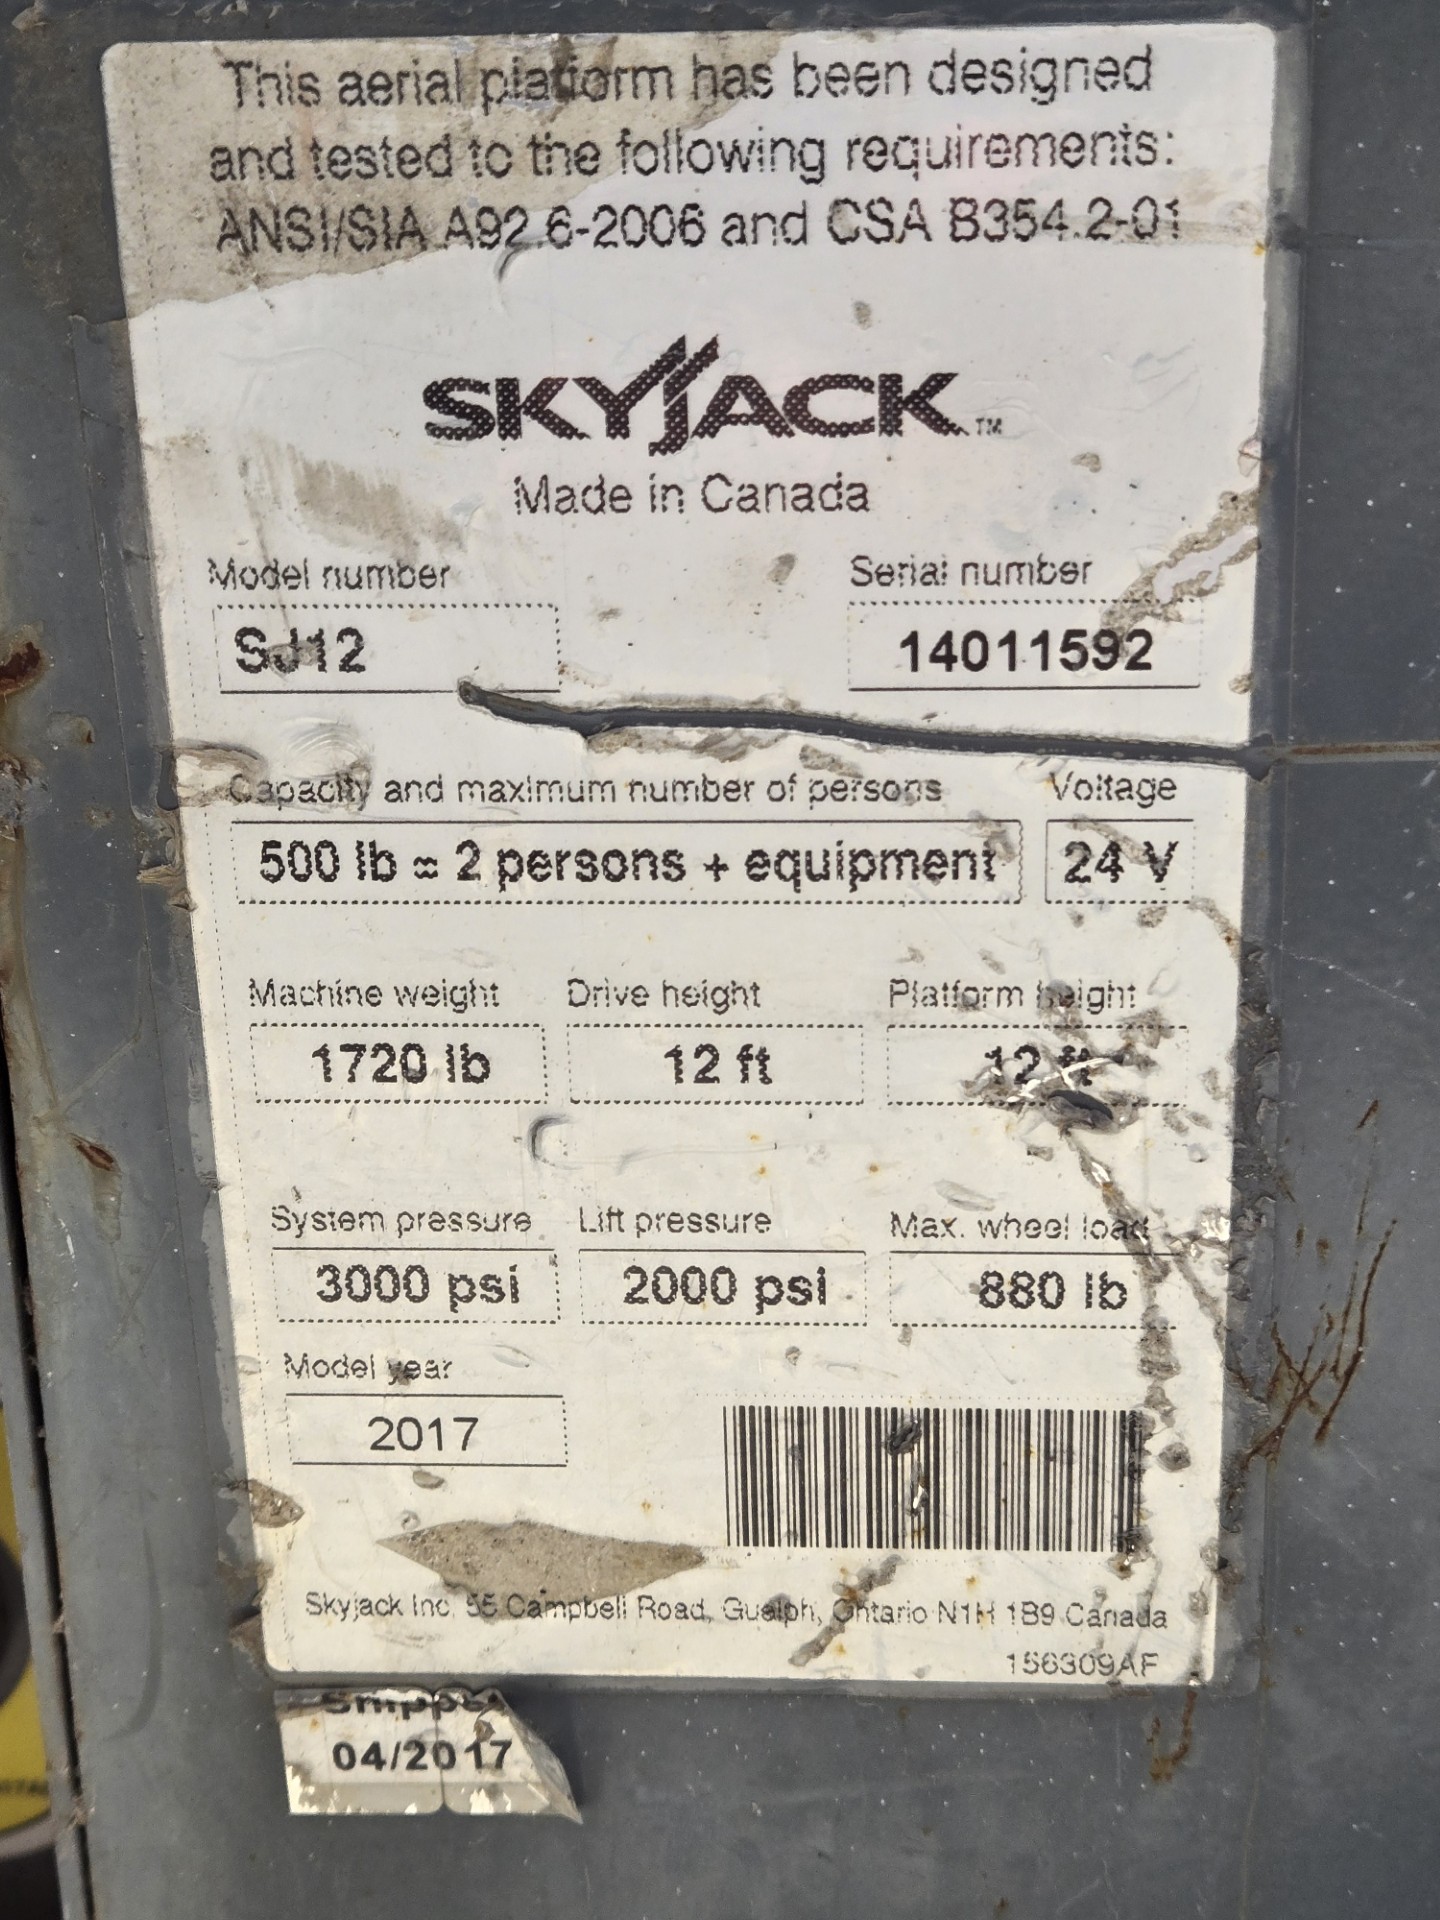 This aerial platform has been designed
and tested to the following requirements:
ANSI/SIA A92.6-2006 and CSA B354.2-01
SKYJACK™
Made in Canada
Model number Serial number
SJ12 14011592
Capacity and maximum number of persons Voltage
500 lb = 2 persons + equipment 24 V
Machine weight Drive height Platform height
1720 lb 12 ft 12 ft
System pressure Lift pressure Max. wheel load
3000 psi 2000 psi 880 lb
Model year
2017
Skyjack Inc. 55 Campbell Road, Guelph, Ontario N1H 1B9 Canada
156309AF
04/2017